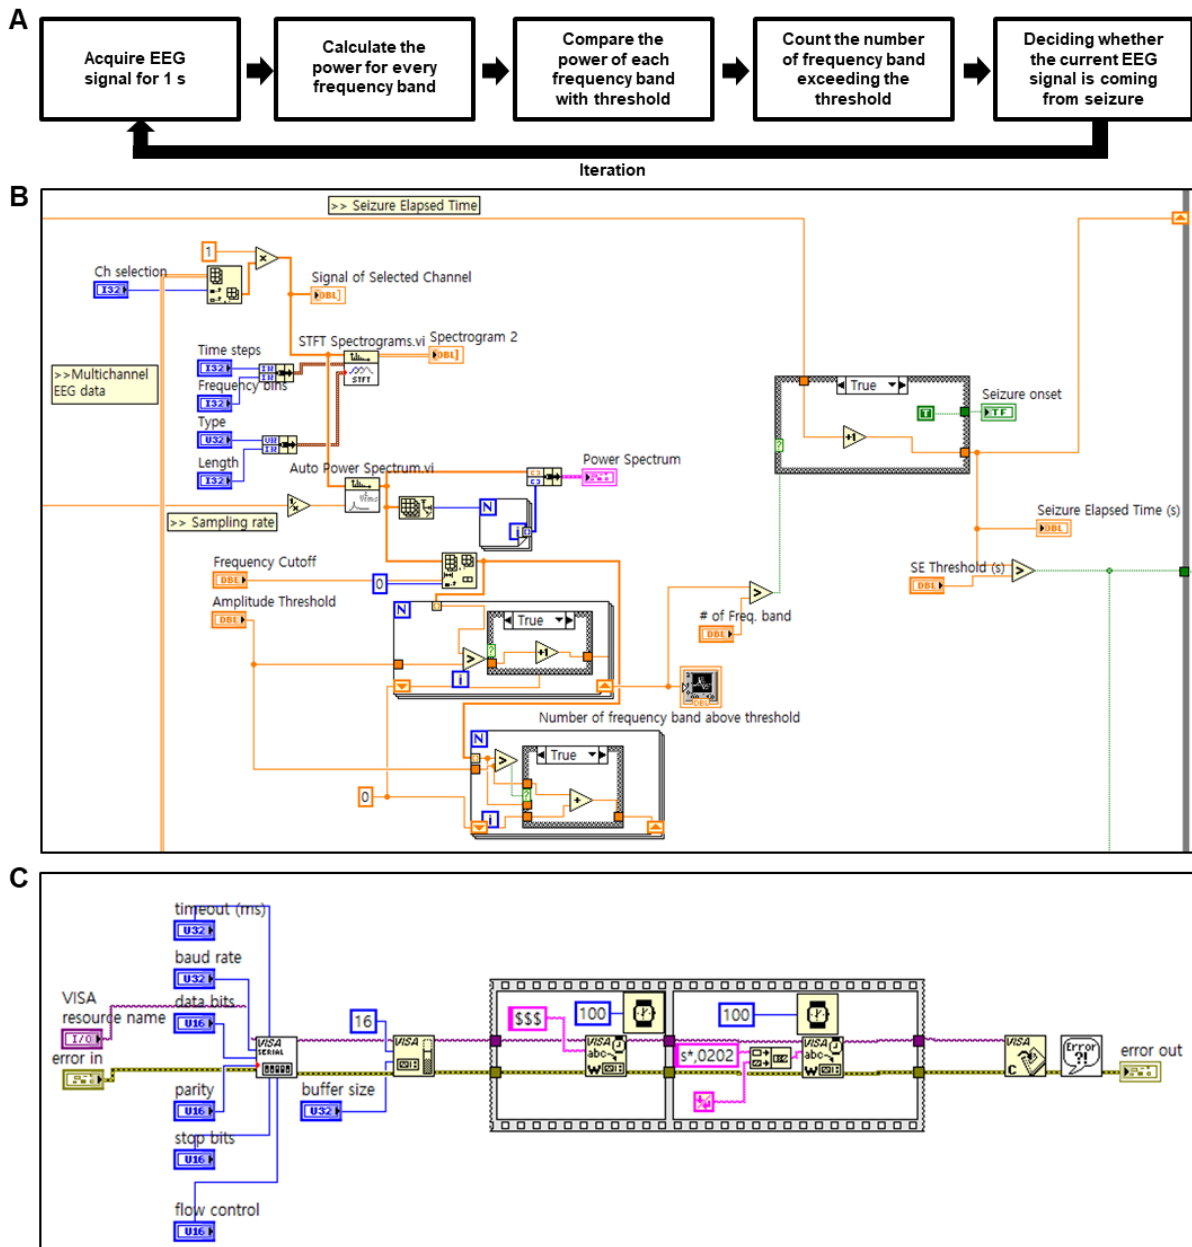 A
Acquire EEG
signal for 1 s
Calculate the
power for every
frequency band
Compare the
power of each
frequency band
with threshold
Count the number
of frequency band
exceeding the
threshold
Deciding whether
the current EEG
signal is coming
from seizure
Iteration
B
>> Seizure Elapsed Time
1
Ch selection
I32
Signal of Selected Channel
DBL]
STFT Spectrograms.vi
Spectrogram 2
DBL]
STFT
Time steps
I32
>>Multichannel
EEG data
Frequency bins
I32
Type
U32
Length
I32
True
Seizure onset
T
TF
+1
Auto Power Spectrum.vi
Power Spectrum
N
i
>> Sampling rate
1/x
Seizure Elapsed Time (s)
DBL
Frequency Cutoff
DBL
0
SE Threshold (s)
DBL
>
Amplitude Threshold
DBL
N
True
+1
>
i
>
# of Freq. band
DBL
DBL
Number of frequency band above threshold
N
True
>
+
0
i
C
timeout (ms)
U32
baud rate
U32
VISA
resource name
I/O
data bits
U16
error in
VISA
SERIAL
16
VISA
parity
U16
buffer size
U32
stop bits
U16
flow control
U16
$$$
100
VISA
abc
W
100
s*,0202
VISA
abc
W
VISA
C
Error
?!
error out